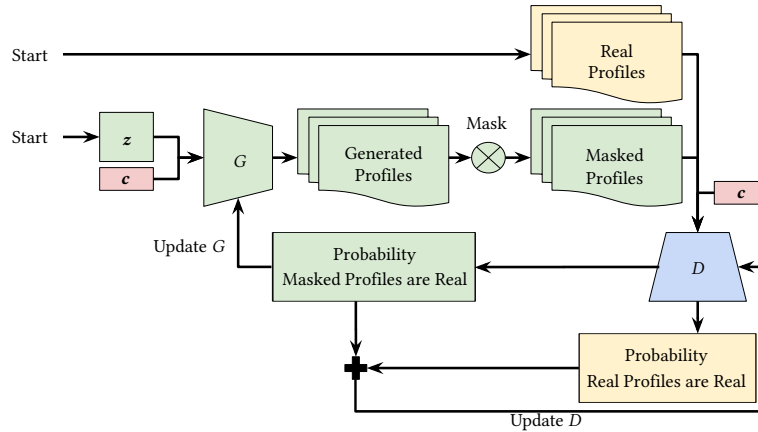 Start
Real
Profiles
Start
z
c
G
Generated
Profiles
Mask
Masked
Profiles
c
Update G
Probability
Masked Profiles are Real
D
Probability
Real Profiles are Real
Update D